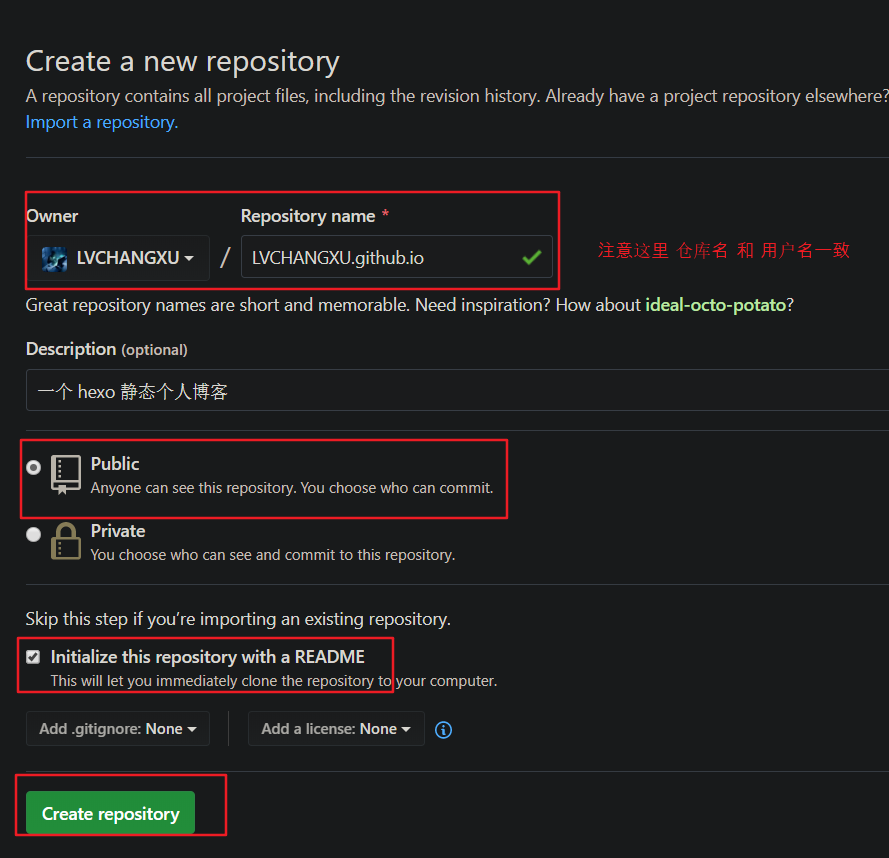 Create a new repository
A repository contains all project files, including the revision history. Already have a project repository elsewhere?
Import a repository.
Owner
Repository name *
LVCHANGXU / LVCHANGXU.github.io
注意这里 仓库名 和 用户名一致
Great repository names are short and memorable. Need inspiration? How about ideal-octo-potato?
Description (optional)
一个 hexo 静态个人博客
Public
Anyone can see this repository. You choose who can commit.
Private
You choose who can see and commit to this repository.
Skip this step if you’re importing an existing repository.
Initialize this repository with a README
This will let you immediately clone the repository to your computer.
Add .gitignore: None
Add a license: None
Create repository